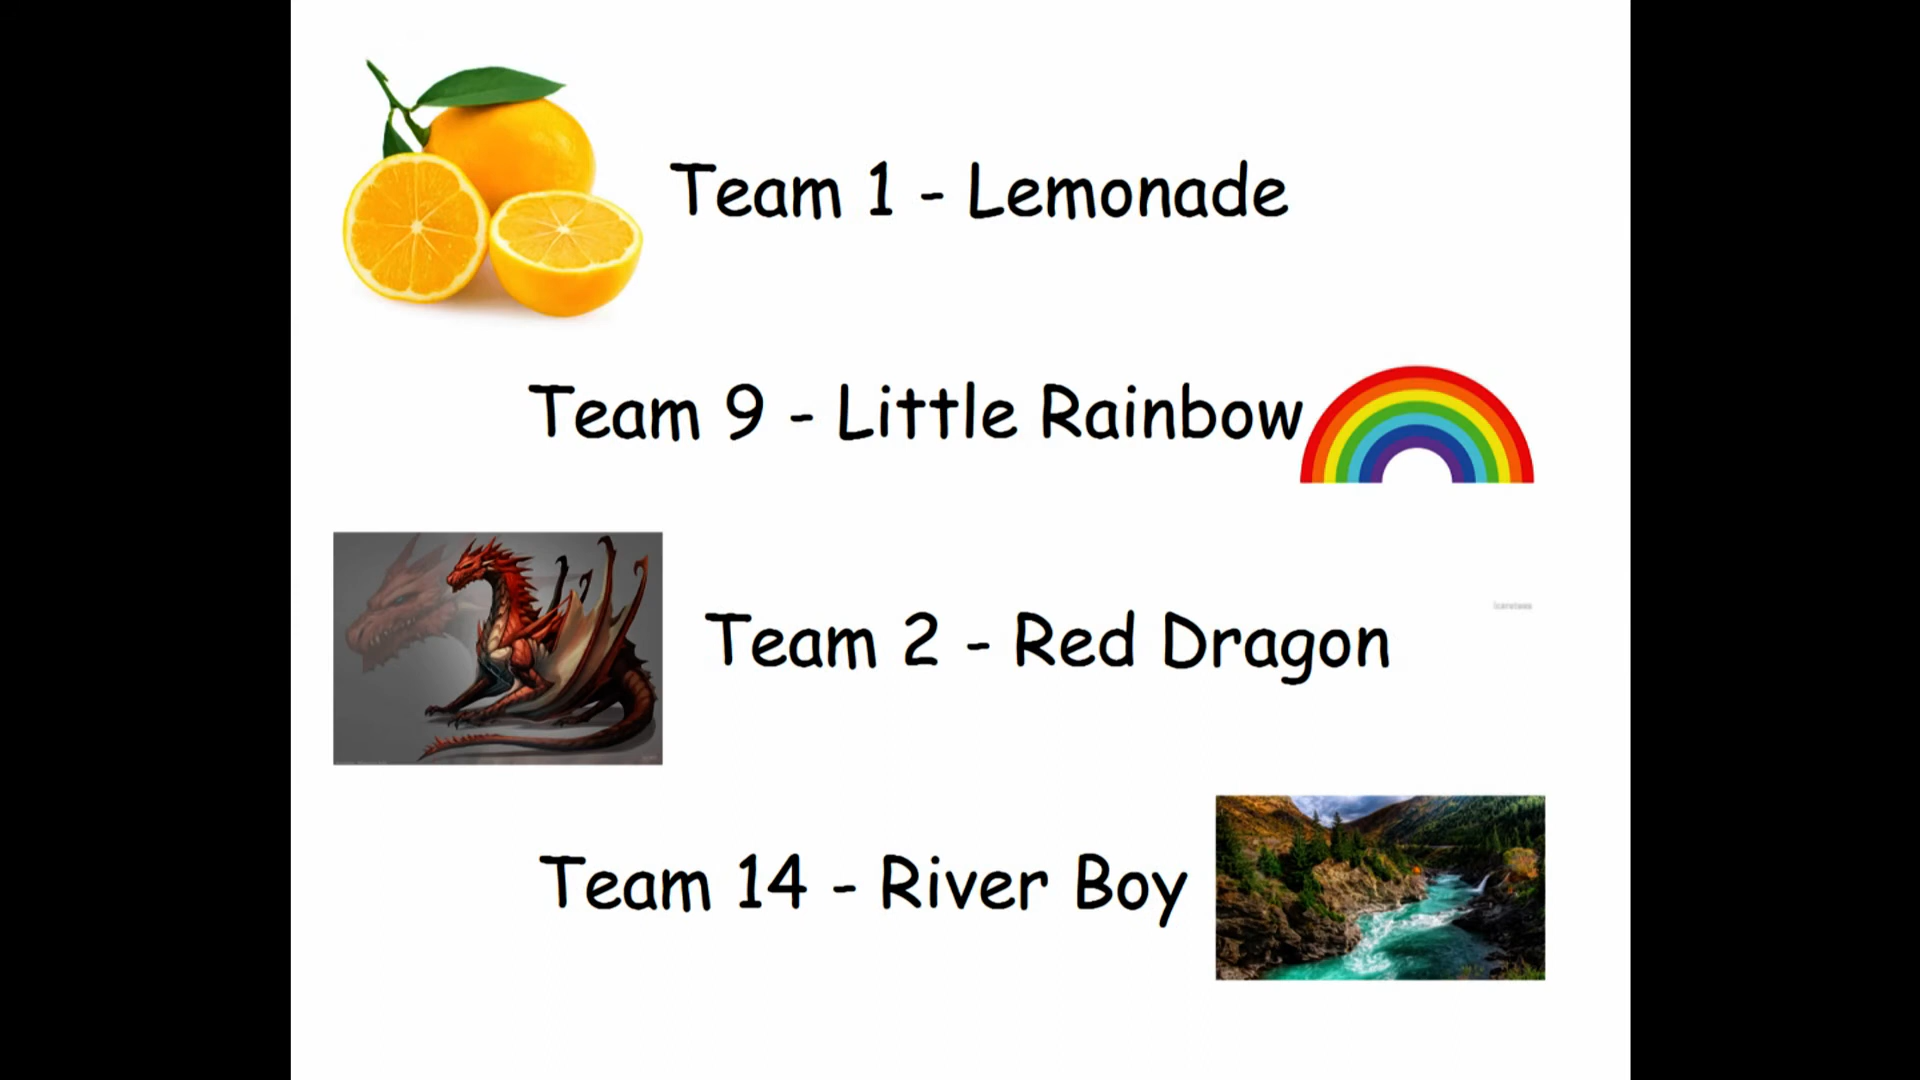 Team 1 - Lemonade
Team 9 - Little Rainbow
Team 2 - Red Dragon
Team 14 - River Boy